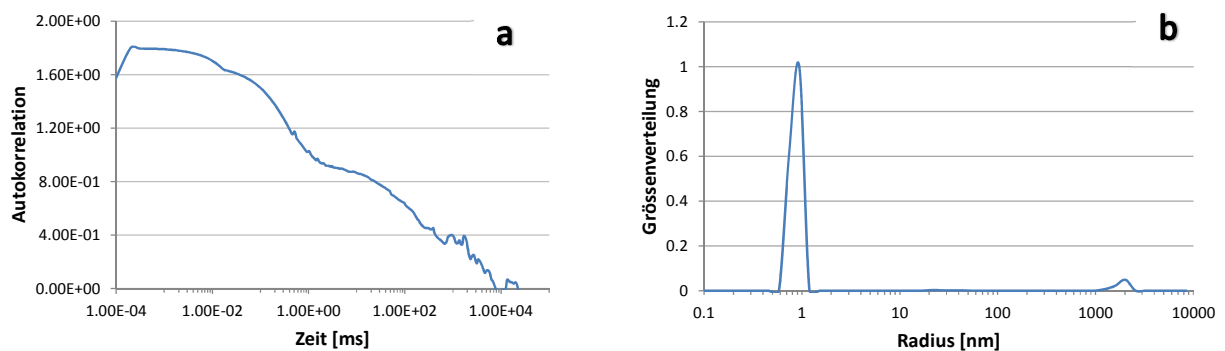 a
Autokorrelation
2.00E+00
1.60E+00
1.20E+00
8.00E-01
4.00E-01
0.00E+00
1.00E-04 1.00E-02 1.00E+00 1.00E+02 1.00E+04
Zeit [ms]
b
Grössenverteilung
1.2
1
0.8
0.6
0.4
0.2
0
0.1 1 10 100 1000 10000
Radius [nm]